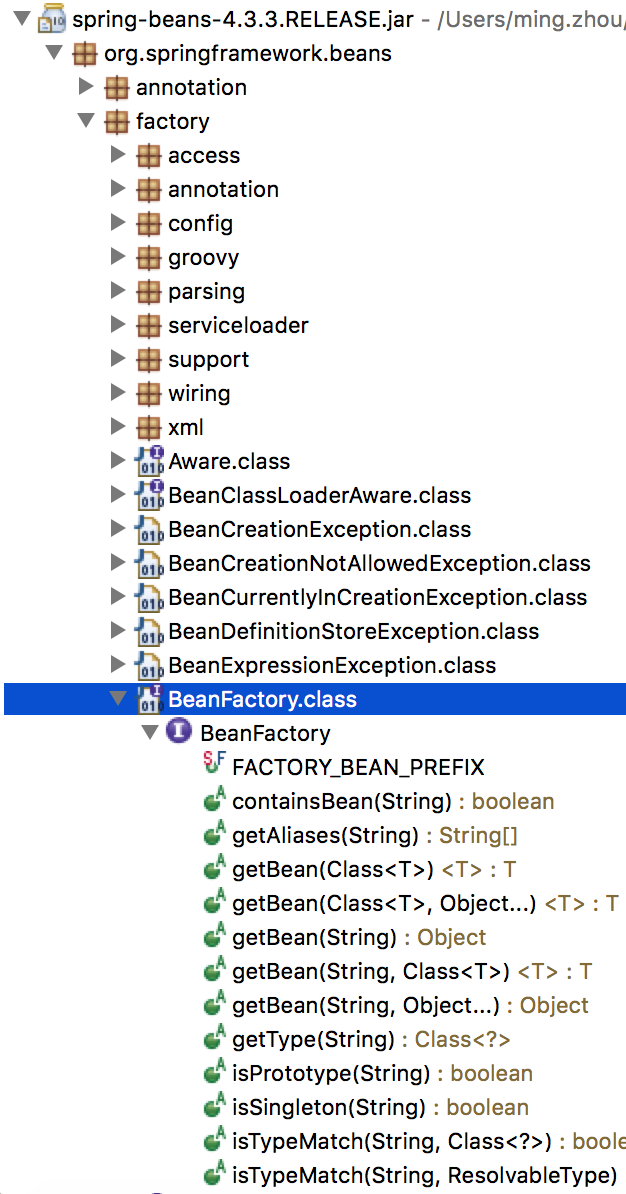 spring-beans-4.3.3.RELEASE.jar - /Users/ming.zhou/
org.springframework.beans
annotation
factory
access
annotation
config
groovy
parsing
serviceloader
support
wiring
xml
Aware.class
BeanClassLoaderAware.class
BeanCreationException.class
BeanCreationNotAllowedException.class
BeanCurrentlyInCreationException.class
BeanDefinitionStoreException.class
BeanExpressionException.class
BeanFactory.class
BeanFactory
FACTORY_BEAN_PREFIX
containsBean(String) : boolean
getAliases(String) : String[]
getBean(Class<T>) <T> : T
getBean(Class<T>, Object...) <T> : T
getBean(String) : Object
getBean(String, Class<T>) <T> : T
getBean(String, Object...) : Object
getType(String) : Class<?>
isPrototype(String) : boolean
isSingleton(String) : boolean
isTypeMatch(String, Class<?>) : boole
isTypeMatch(String, ResolvableType)